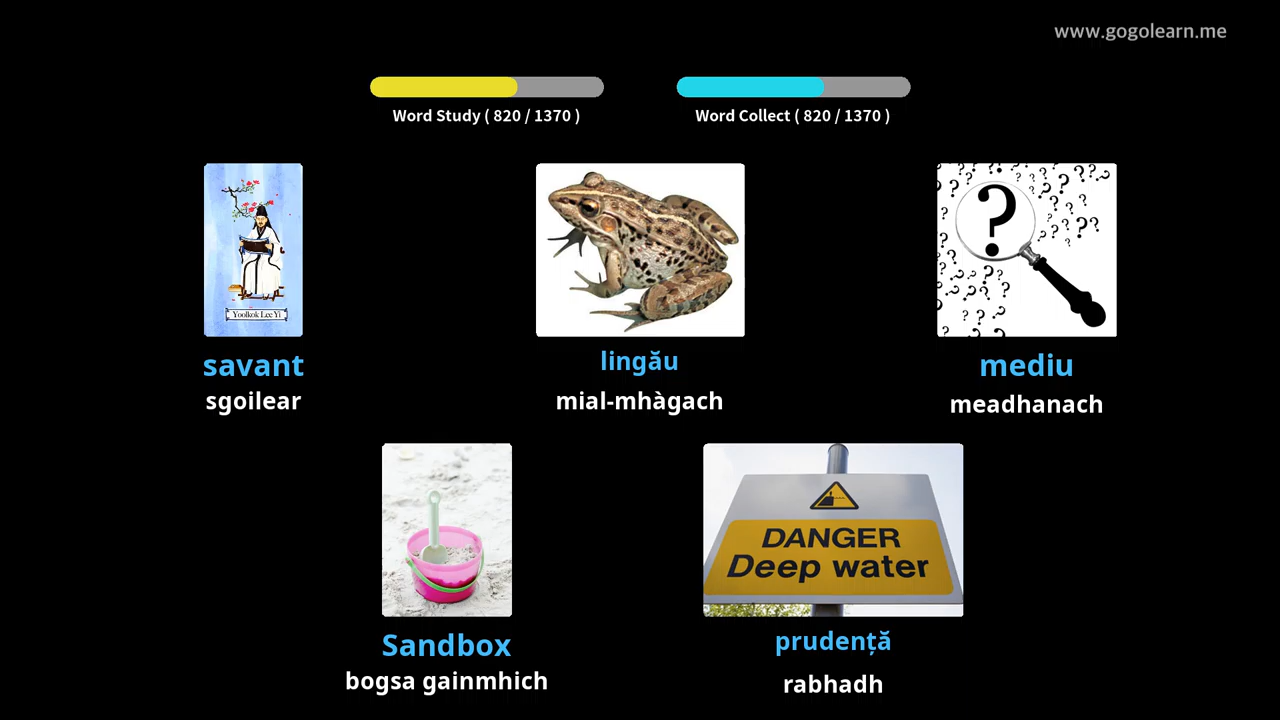 www.gogolearn.me
Word Study ( 820 / 1370 )
Word Collect ( 820 / 1370 )
Yoolkok Lee Yi
savant
sgoilear
lingău
mial-mhàgach
?
mediu
meadhanach
Sandbox
bogsa gainmhich
DANGER
Deep water
prudență
rabhadh